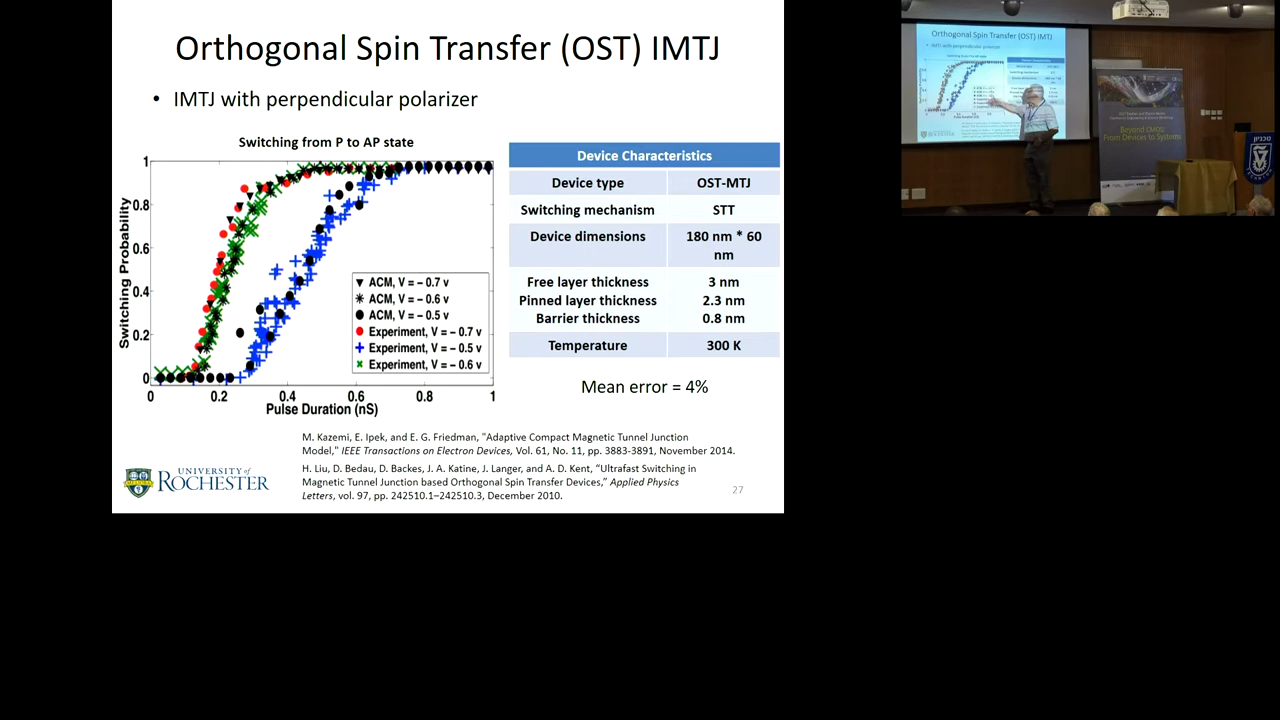 Orthogonal Spin Transfer (OST) IMTJ
• IMTJ with perpendicular polarizer
Switching from P to AP state
Switching Probability
1
0.8
0.6
0.4
0.2
0
0 0.2 0.4 0.6 0.8 1
Pulse Duration (nS)
ACM, V = – 0.7 v
ACM, V = – 0.6 v
ACM, V = – 0.5 v
Experiment, V = – 0.7 v
Experiment, V = – 0.5 v
Experiment, V = – 0.6 v
Device Characteristics
Device type OST-MTJ
Switching mechanism STT
Device dimensions 180 nm * 60
nm
Free layer thickness 3 nm
Pinned layer thickness 2.3 nm
Barrier thickness 0.8 nm
Temperature 300 K
Mean error = 4%
M. Kazemi, E. Ipek, and E. G. Friedman, "Adaptive Compact Magnetic Tunnel Junction
Model," IEEE Transactions on Electron Devices, Vol. 61, No. 11, pp. 3883-3891, November 2014.
H. Liu, D. Bedau, D. Backes, J. A. Katine, J. Langer, and A. D. Kent, “Ultrafast Switching in
Magnetic Tunnel Junction based Orthogonal Spin Transfer Devices,” Applied Physics
Letters, vol. 97, pp. 242510.1–242510.3, December 2010.
MELIORA
UNIVERSITY of
ROCHESTER
27
Orthogonal Spin Transfer (OST) IMTJ
• IMTJ with perpendicular polarizer
Beyond CMOS:
From Devices to Systems
טכניון